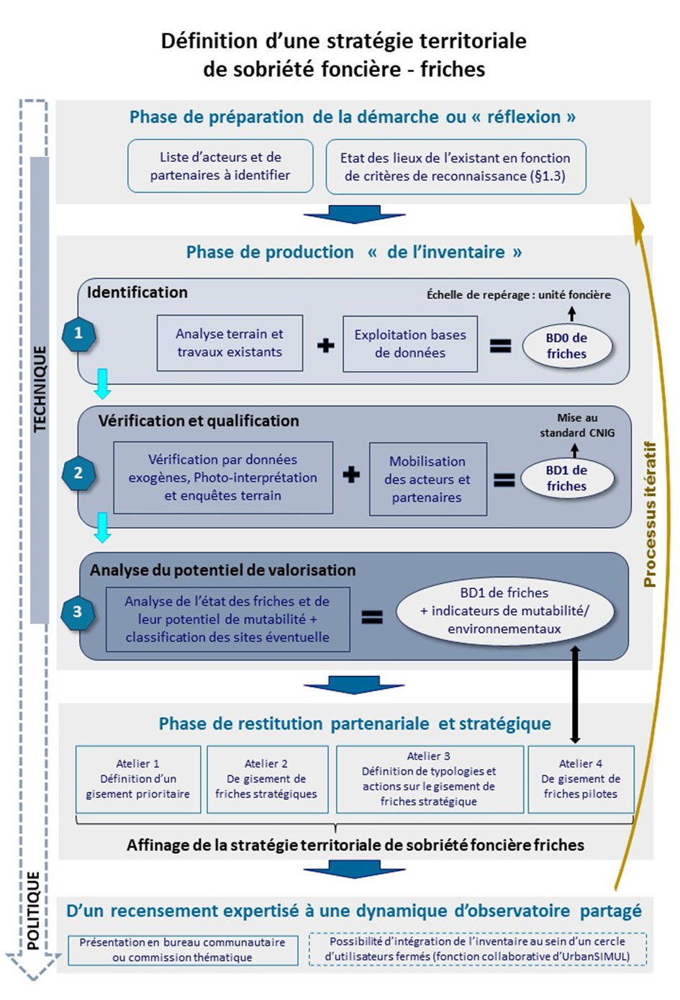 Définition d’une stratégie territoriale
de sobriété foncière - friches
Phase de préparation de la démarche ou « réflexion »
Liste d’acteurs et de
partenaires à identifier
Etat des lieux de l’existant en fonction
de critères de reconnaissance (§1.3)
Phase de production « de l’inventaire »
Identification
Échelle de repérage : unité foncière
1
Analyse terrain et
travaux existants
+
Exploitation bases
de données
=
BD0 de
friches
Vérification et qualification
Mise au
standard CNIG
2
Vérification par données
exogènes, Photo-interprétation
et enquêtes terrain
+
Mobilisation
des acteurs et
partenaires
=
BD1 de
friches
Analyse du potentiel de valorisation
3
Analyse de l’état des friches et de
leur potentiel de mutabilité +
classification des sites éventuelle
=
BD1 de friches
+ indicateurs de mutabilité/
environnementaux
Phase de restitution partenariale et stratégique
Atelier 1
Définition d’un
gisement prioritaire
Atelier 2
De gisement de
friches stratégiques
Atelier 3
Définition de typologies et
actions sur le gisement de
friches stratégique
Atelier 4
De gisement de
friches pilotes
Affinage de la stratégie territoriale de sobriété foncière friches
D’un recensement expertisé à une dynamique d’observatoire partagé
Présentation en bureau communautaire
ou commission thématique
Possibilité d’intégration de l’inventaire au sein d’un cercle
d’utilisateurs fermés (fonction collaborative d’UrbanSIMUL)
TECHNIQUE
POLITIQUE
Processus itératif